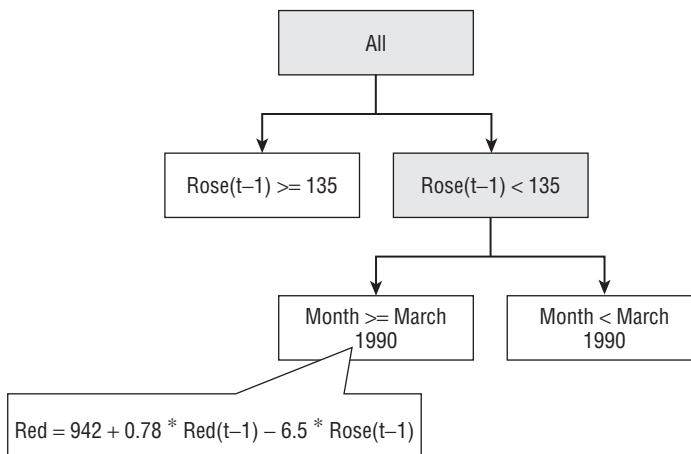 All
Rose(t–1) >= 135
Rose(t–1) < 135
Month >= March
1990
Month < March
1990
Red = 942 + 0.78 * Red(t–1) – 6.5 * Rose(t–1)